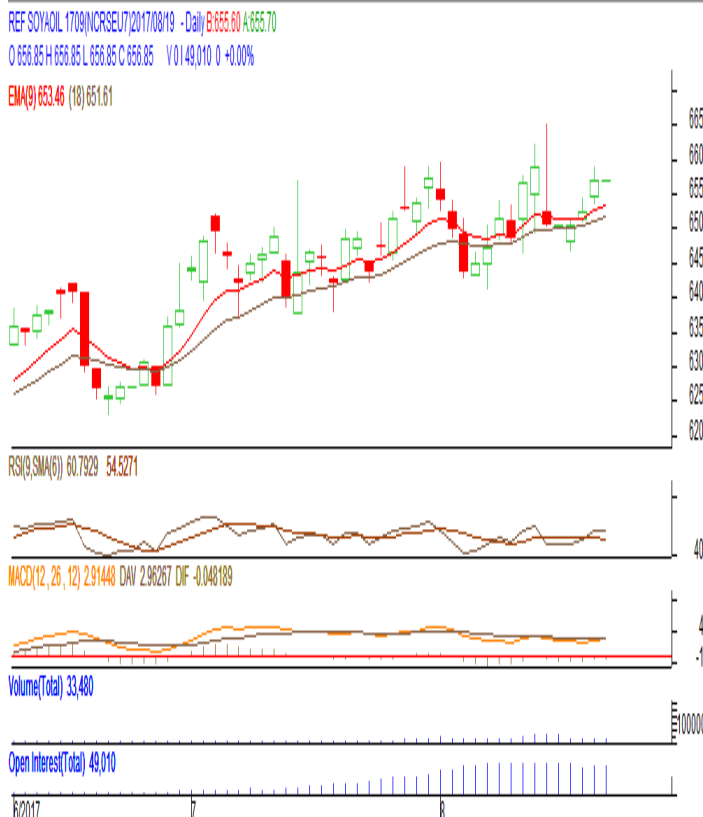 REF SOYAOIL 1709(NCRSEU7)2017/08/19 - Daily B:655.60 A:655.70
O 656.85 H 656.85 L 656.85 C 656.85 V 0 I 49,010 0 +0.00%
EMA(9) 653.46 (18) 651.61
665
660
655
650
645
640
635
630
625
620
RSI(9,SMA(6)) 60.7929 54.5271
40
MACD(12 , 26 , 12) 2.91448 DAV 2.96267 DIF -0.048189
4
-1
Volume(Total) 33,480
100000
Open Interest(Total) 49,010
6/2017 7 8